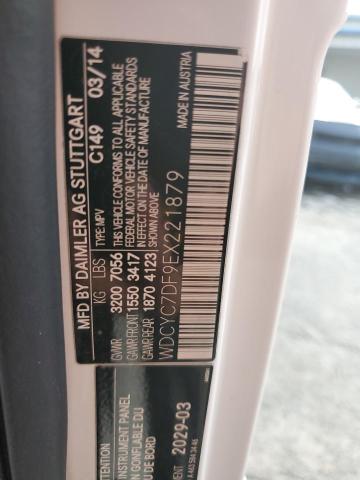 MFD BY DAIMLER AG STUTTGART
C149 03/14
KG LBS TYPE:MPV
GVWR 3200 7056
GAWR FRONT 1550 3417
GAWR REAR 1870 4123
THIS VEHICLE CONFORMS TO ALL APPLICABLE
FEDERAL MOTOR VEHICLE SAFETY STANDARDS
IN EFFECT ON THE DATE OF MANUFACTURE
SHOWN ABOVE
WDCYC7DF9EX221879
MADE IN AUSTRIA
TTENTION
INSTRUMENT PANEL
N GONFLABLE DU
U DE BORD
MENT 2029-03